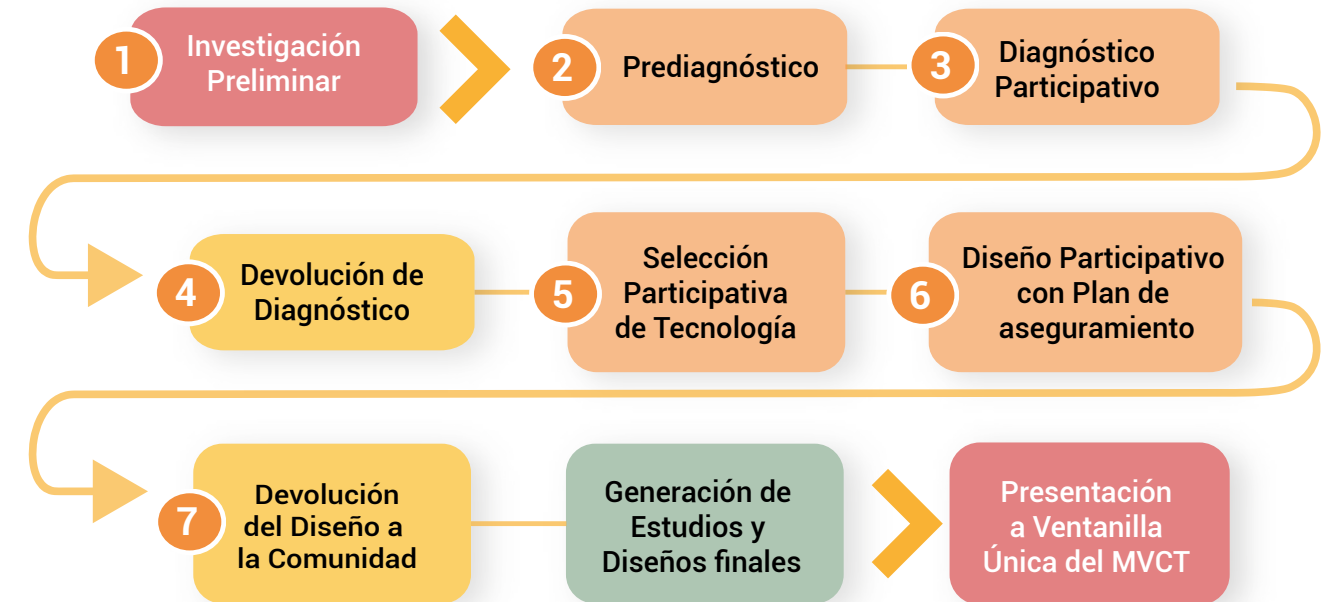 1
Investigación
Preliminar
2
Prediagnóstico
3
Diagnóstico
Participativo
4
Devolución de
Diagnóstico
5
Selección
Participativa
de Tecnología
6
Diseño Participativo
con Plan de
aseguramiento
7
Devolución
del Diseño a
la Comunidad
Generación de
Estudios y
Diseños finales
Presentación
a Ventanilla
Única del MVCT